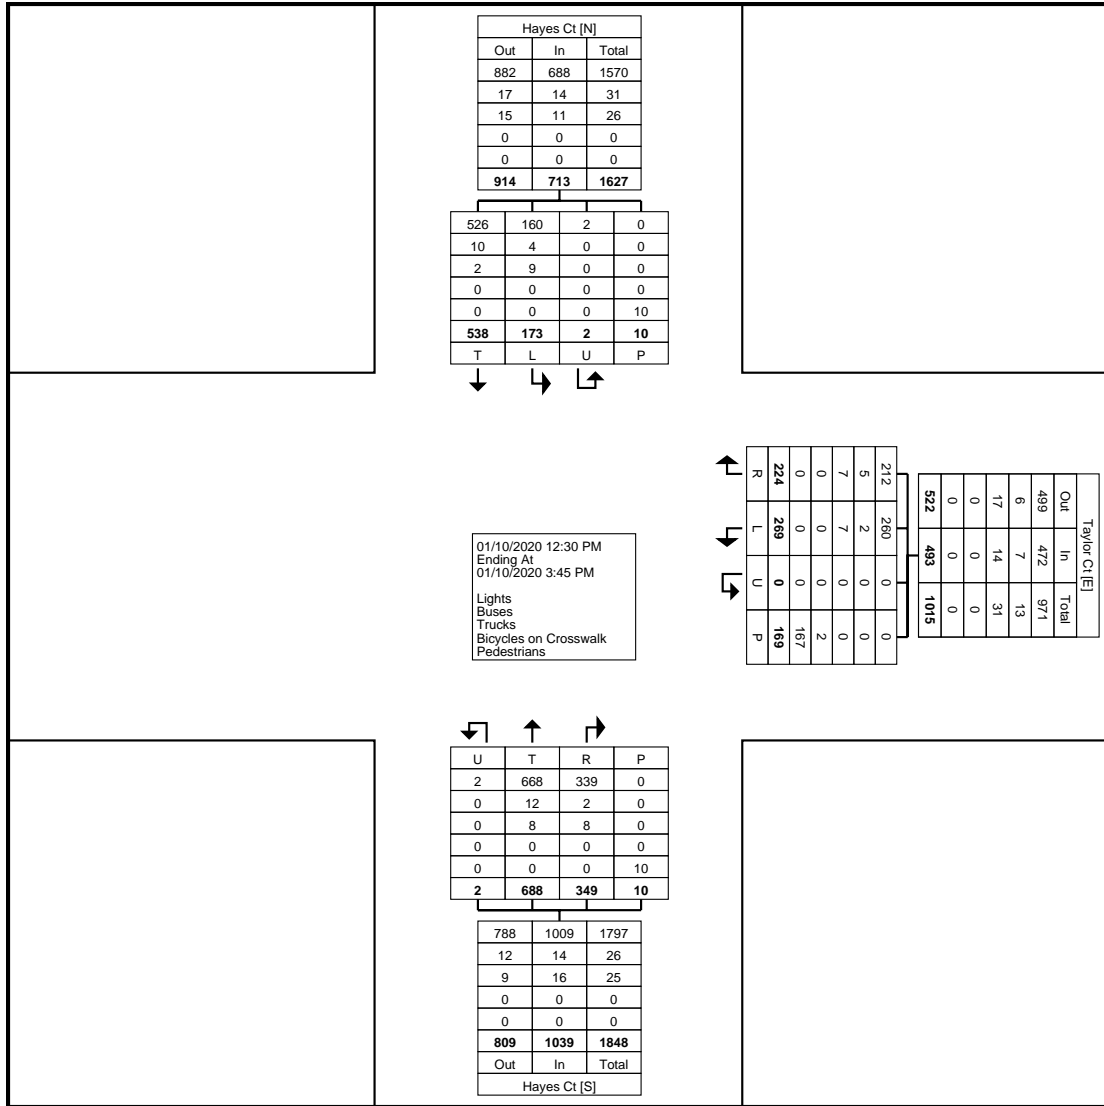 Hayes Ct [N]
Out In Total
882 688 1570
17 14 31
15 11 26
0 0 0
0 0 0
914 713 1627
526 160 2 0
10 4 0 0
2 9 0 0
0 0 0 0
0 0 0 10
538 173 2 10
T L U P
Taylor Ct [E]
Out In Total
499 472 971
6 7 13
17 14 31
0 0 0
0 0 0
522 493 1015
212 260 0 0
5 2 0 0
7 7 0 0
0 0 0 2
0 0 0 167
224 269 0 169
R L U P
01/10/2020 12:30 PM
Ending At
01/10/2020 3:45 PM
Lights
Buses
Trucks
Bicycles on Crosswalk
Pedestrians
U T R P
2 668 339 0
0 12 2 0
0 8 8 0
0 0 0 0
0 0 0 10
2 688 349 10
788 1009 1797
12 14 26
9 16 25
0 0 0
0 0 0
809 1039 1848
Out In Total
Hayes Ct [S]